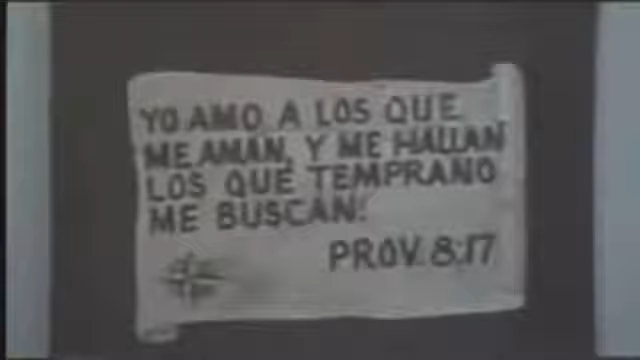 YO AMO A LOS QUE
ME AMAN, Y ME HALLAN
LOS QUE TEMPRANO
ME BUSCAN.
PROV. 8:17